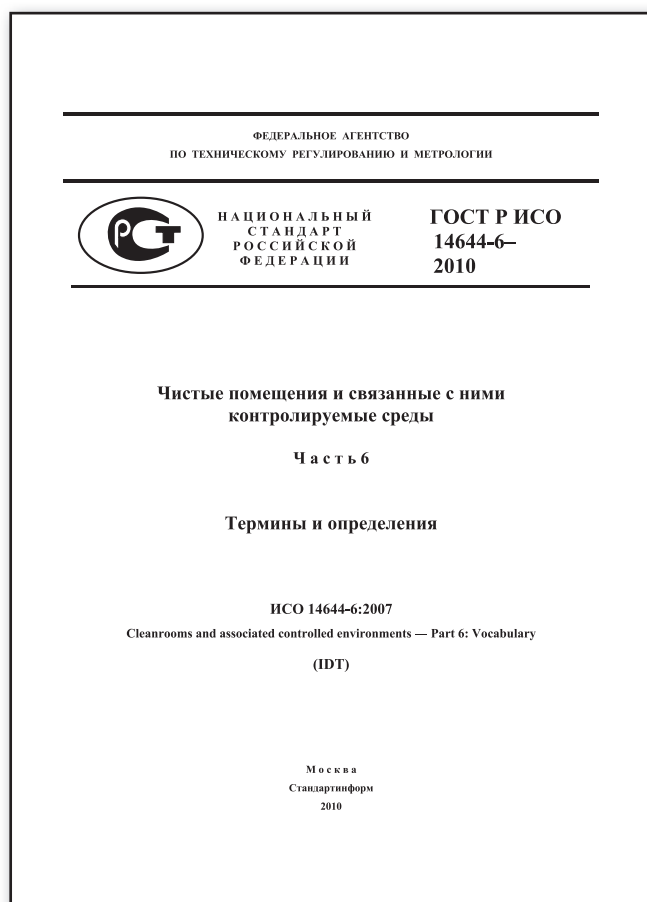 ФЕДЕРАЛЬНОЕ АГЕНТСТВО
ПО ТЕХНИЧЕСКОМУ РЕГУЛИРОВАНИЮ И МЕТРОЛОГИИ
РСТ
НАЦИОНАЛЬНЫЙ
СТАНДАРТ
РОССИЙСКОЙ
ФЕДЕРАЦИИ
ГОСТ Р ИСО
14644-6–
2010
Чистые помещения и связанные с ними
контролируемые среды
Часть 6
Термины и определения
ИСО 14644-6:2007
Cleanrooms and associated controlled environments — Part 6: Vocabulary
(IDT)
Москва
Стандартинформ
2010